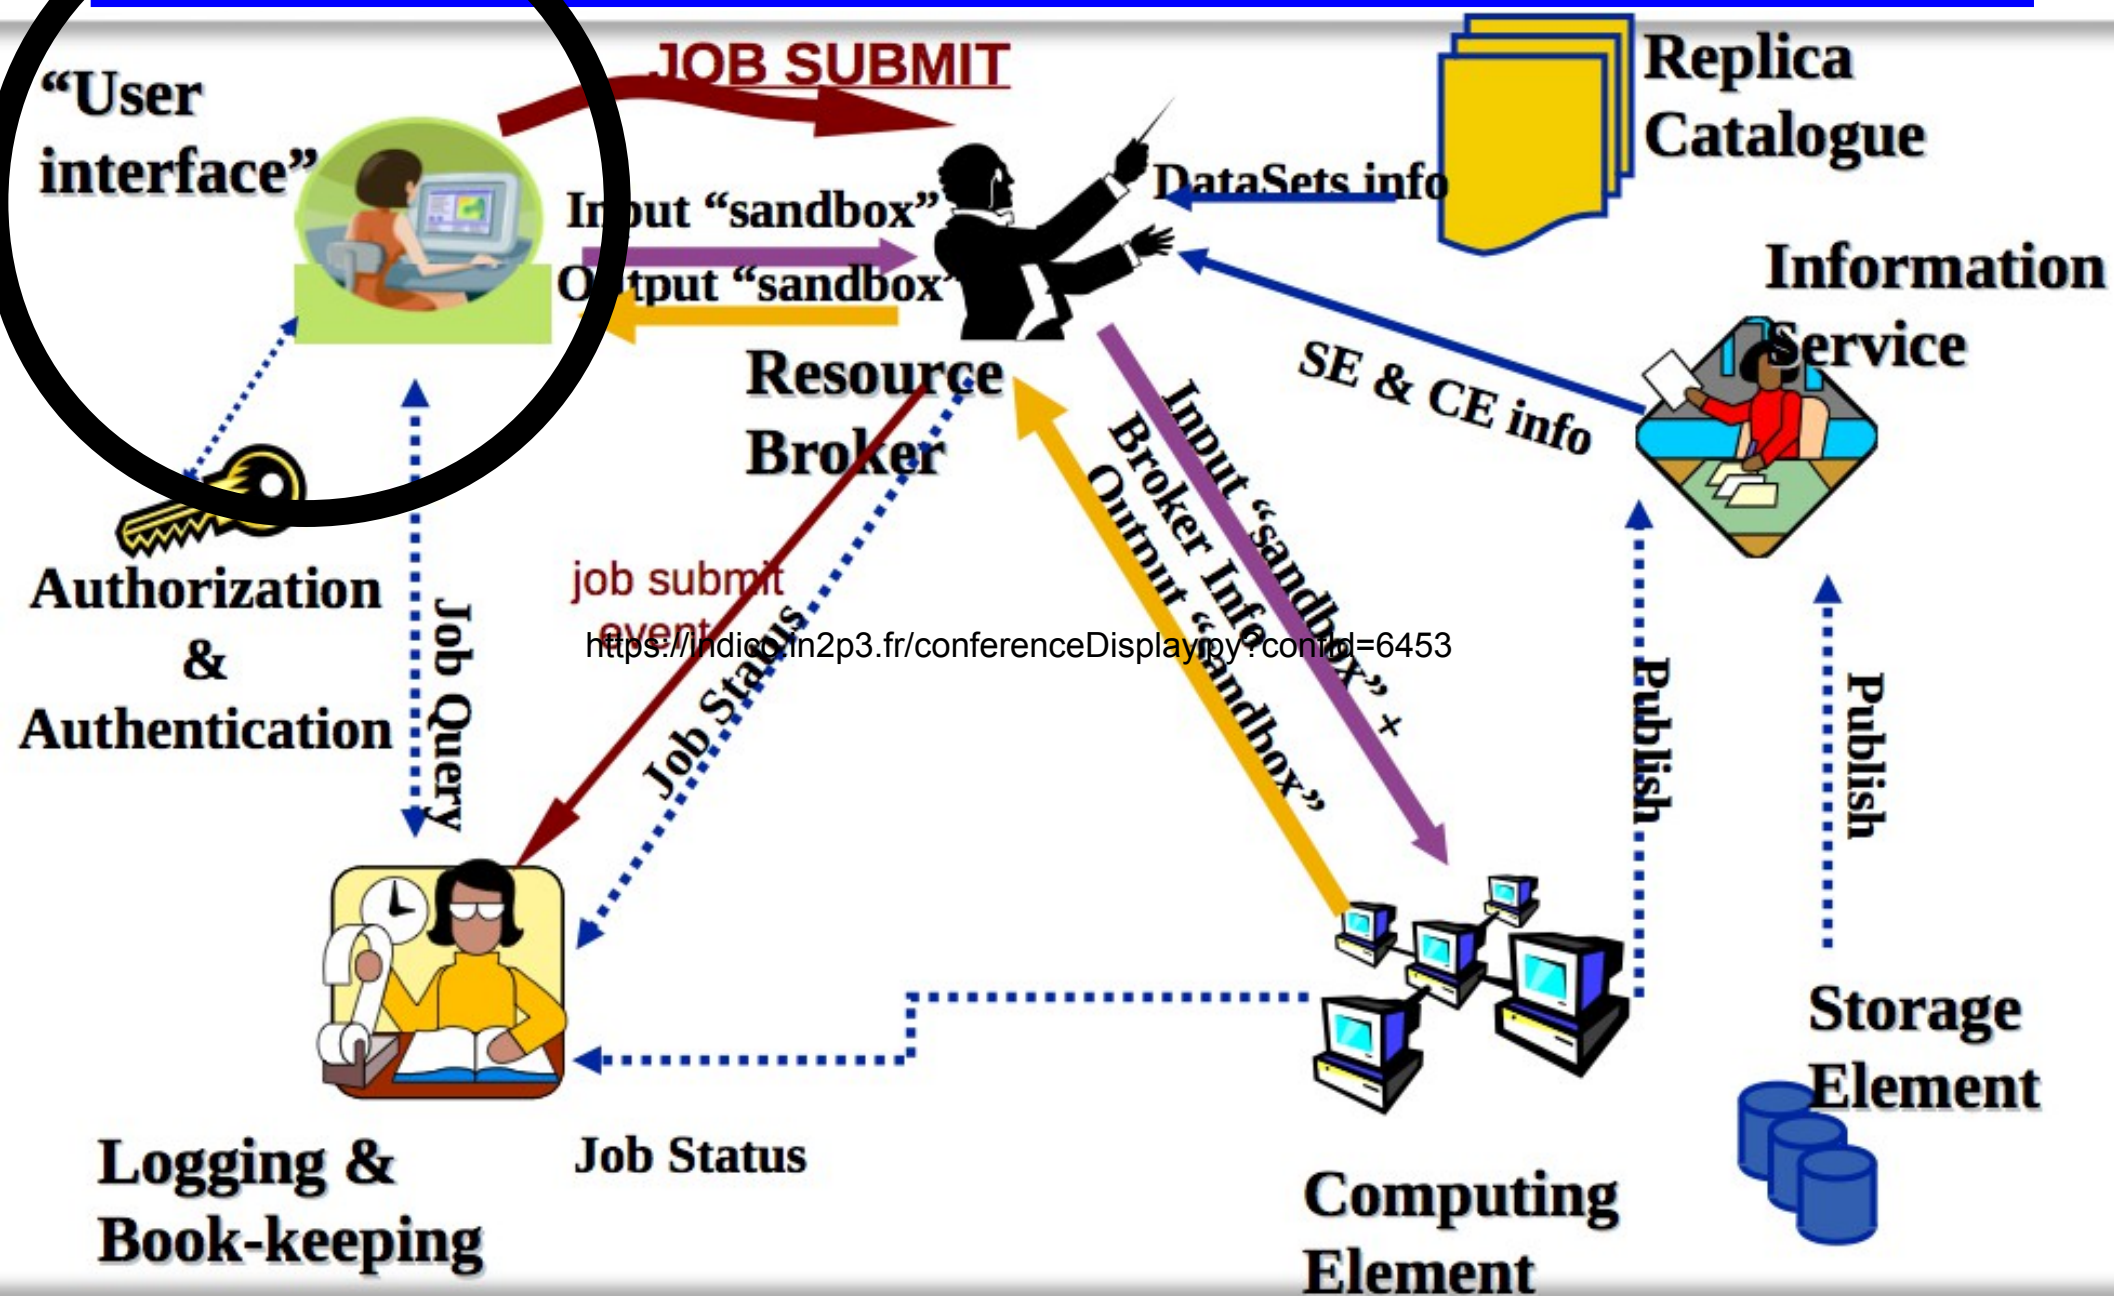 “User
interface”
JOB SUBMIT
Replica
Catalogue
DataSets info
Input “sandbox”
Output “sandbox”
Information
Service
Resource
Broker
SE & CE info
Input “sandbox” +
Broker Info
Output “sandbox”
Authorization
&
Authentication
Job Query
job submit
event
Job Status
https://indico.in2p3.fr/conferenceDisplay.py?confId=6453
Publish
Publish
Storage
Element
Logging &
Book-keeping
Job Status
Computing
Element